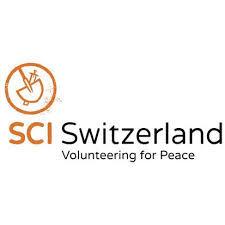 SCI Switzerland
Volunteering for Peace